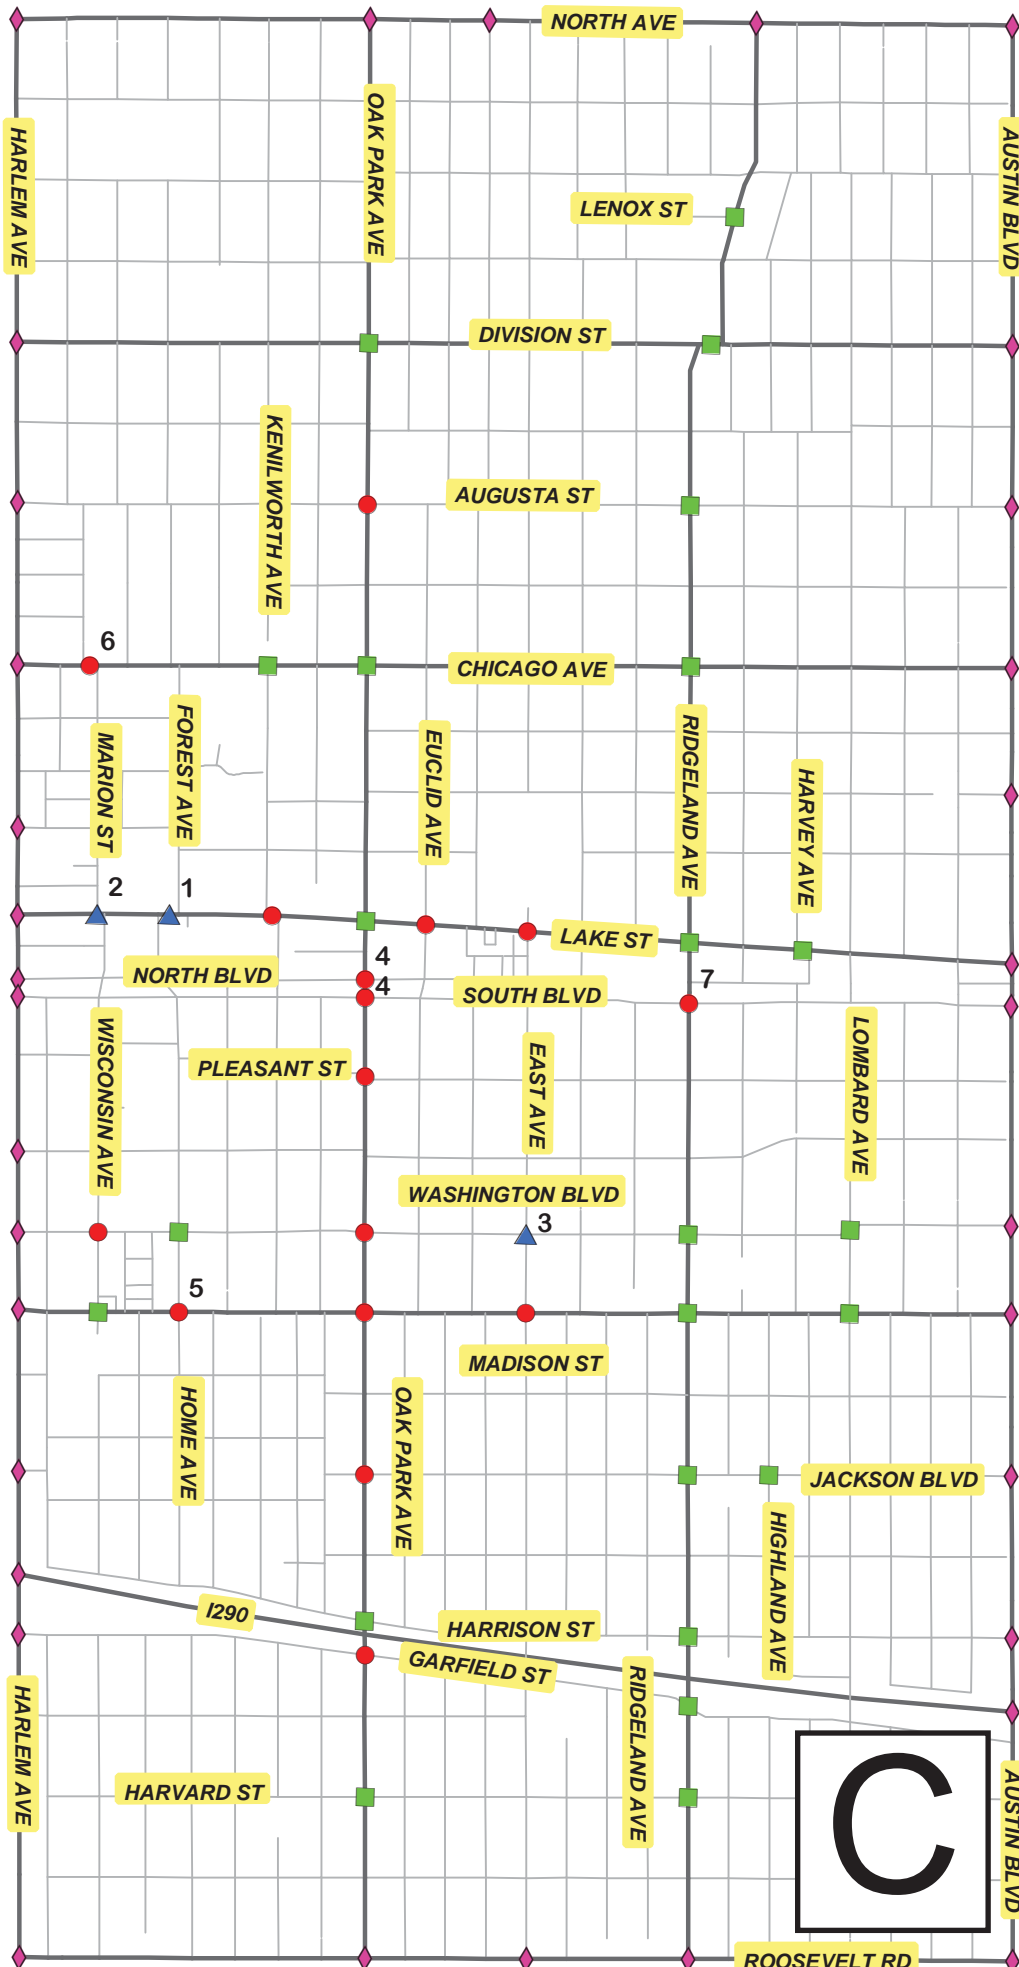 NORTH AVE
OAK PARK AVE
HARLEM AVE
AUSTIN BLVD
LENOX ST
DIVISION ST
KENILWORTH AVE
AUGUSTA ST
6
CHICAGO AVE
FOREST AVE
MARION ST
EUCLID AVE
RIDGELAND AVE
HARVEY AVE
2
1
LAKE ST
4
NORTH BLVD
4
SOUTH BLVD
7
WISCONSIN AVE
PLEASANT ST
EAST AVE
LOMBARD AVE
WASHINGTON BLVD
3
5
MADISON ST
HOME AVE
OAK PARK AVE
JACKSON BLVD
HIGHLAND AVE
I290
HARRISON ST
GARFIELD ST
RIDGELAND AVE
HARLEM AVE
HARVARD ST
C
AUSTIN BLVD
ROOSEVELT RD